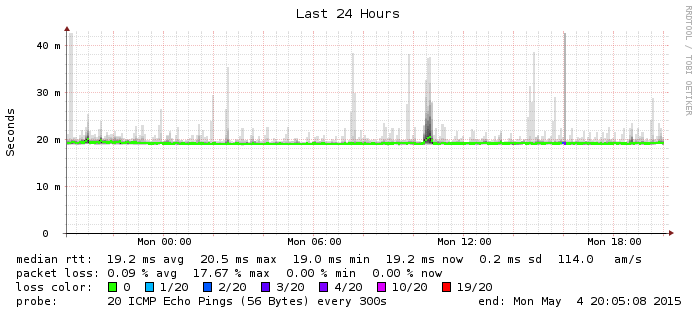 Last 24 Hours
RRDTOOL / TOBI OETIKER
Seconds
40 m
30 m
20 m
10 m
0
Mon 00:00 Mon 06:00 Mon 12:00 Mon 18:00
median rtt: 19.2 ms avg 20.5 ms max 19.0 ms min 19.2 ms now 0.2 ms sd 114.0 am/s
packet loss: 0.09 % avg 17.67 % max 0.00 % min 0.00 % now
loss color: 0 1/20 2/20 3/20 4/20 10/20 19/20
probe: 20 ICMP Echo Pings (56 Bytes) every 300s end: Mon May 4 20:05:08 2015